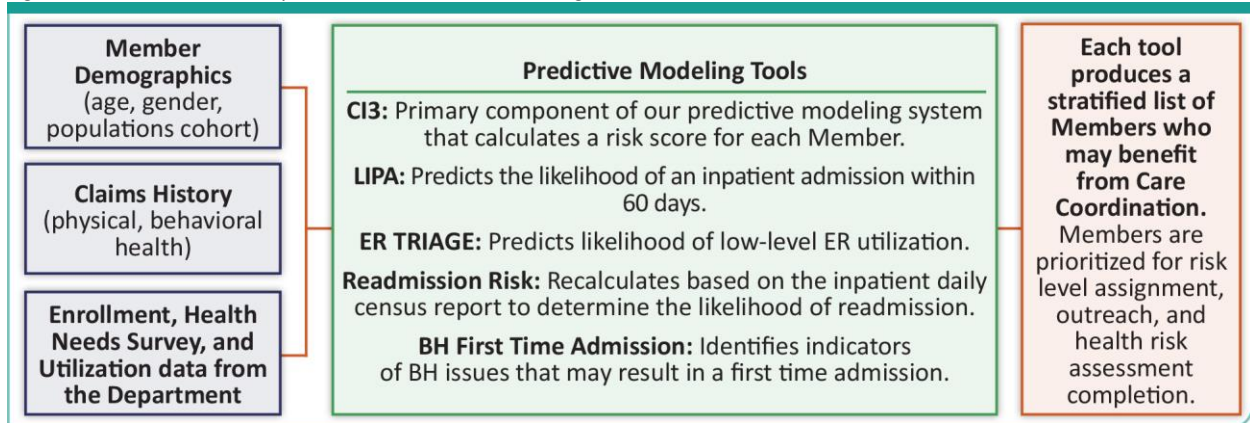 Member
Demographics
(age, gender,
populations cohort)
Claims History
(physical, behavioral
health)
Enrollment, Health
Needs Survey, and
Utilization data from
the Department
Predictive Modeling Tools
CI3: Primary component of our predictive modeling system
that calculates a risk score for each Member.
LIPA: Predicts the likelihood of an inpatient admission within
60 days.
ER TRIAGE: Predicts likelihood of low-level ER utilization.
Readmission Risk: Recalculates based on the inpatient daily
census report to determine the likelihood of readmission.
BH First Time Admission: Identifies indicators
of BH issues that may result in a first time admission.
Each tool
produces a
stratified list of
Members who
may benefit
from Care
Coordination.
Members are
prioritized for risk
level assignment,
outreach, and
health risk
assessment
completion.